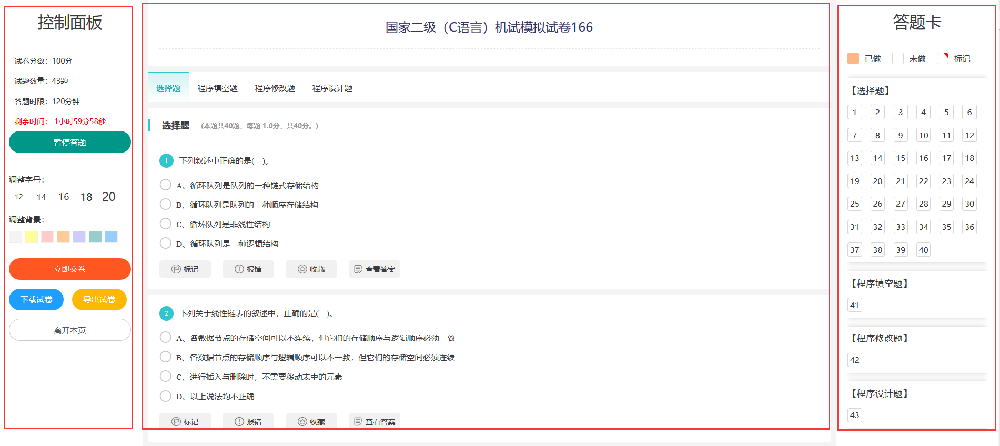 控制面板
试卷分数：100分
试题数量：43题
答题时限：120分钟
剩余时间： 1小时59分58秒
暂停答题
调整字号：
12 14 16 18 20
调整背景：
立即交卷
下载试卷 导出试卷
离开本页
国家二级（C语言）机试模拟试卷166
选择题 程序填空题 程序修改题 程序设计题
选择题 (本题共40题，每题 1.0分，共40分。)
1 下列叙述中正确的是( )。
A、循环队列是队列的一种链式存储结构
B、循环队列是队列的一种顺序存储结构
C、循环队列是非线性结构
D、循环队列是一种逻辑结构
标记 报错 收藏 查看答案
2 下列关于线性链表的叙述中，正确的是( )。
A、各数据节点的存储空间可以不连续，但它们的存储顺序与逻辑顺序必须一致
B、各数据节点的存储顺序与逻辑顺序可以不一致，但它们的存储空间必须连续
C、进行插入与删除时，不需要移动表中的元素
D、以上说法均不正确
标记 报错 收藏 查看答案
答题卡
已做 未做 标记
【选择题】
1 2 3 4 5 6
7 8 9 10 11 12
13 14 15 16 17 18
19 20 21 22 23 24
25 26 27 28 29 30
31 32 33 34 35 36
37 38 39 40
【程序填空题】
41
【程序修改题】
42
【程序设计题】
43